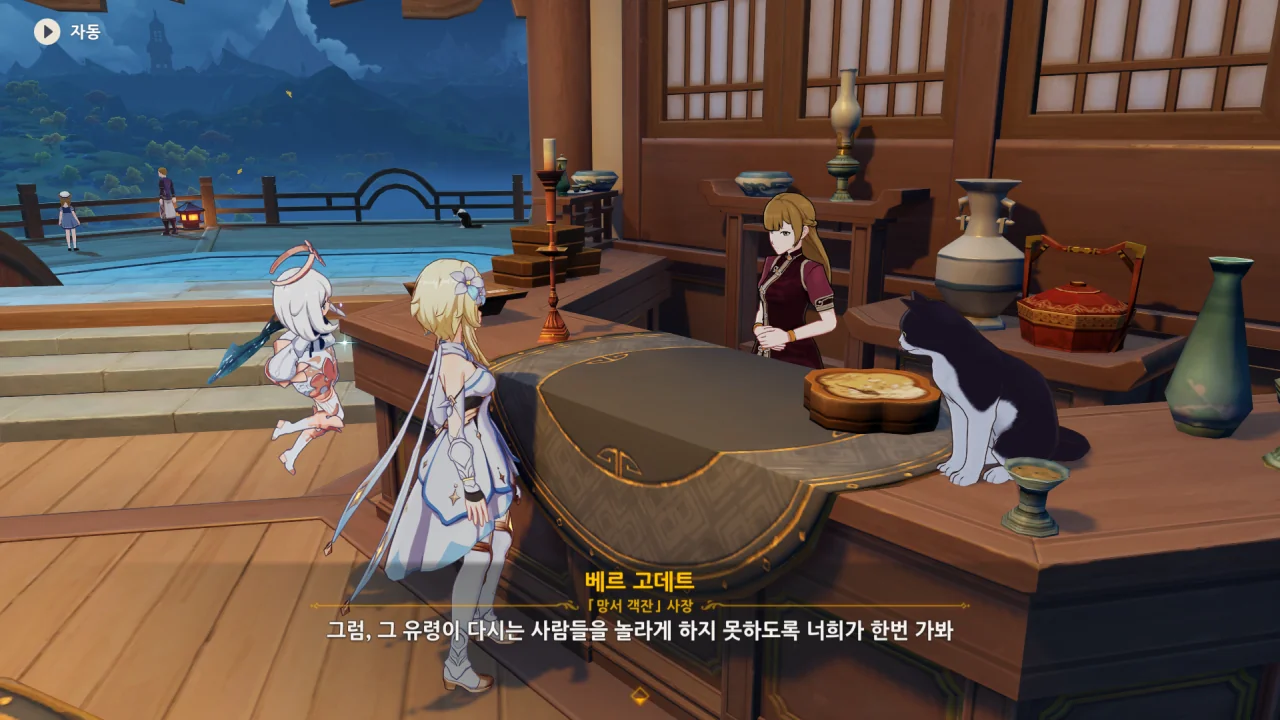 자동
베르 고데트
「망서 객잔」 사장
그럼, 그 유령이 다시는 사람들을 놀라게 하지 못하도록 너희가 한번 가봐